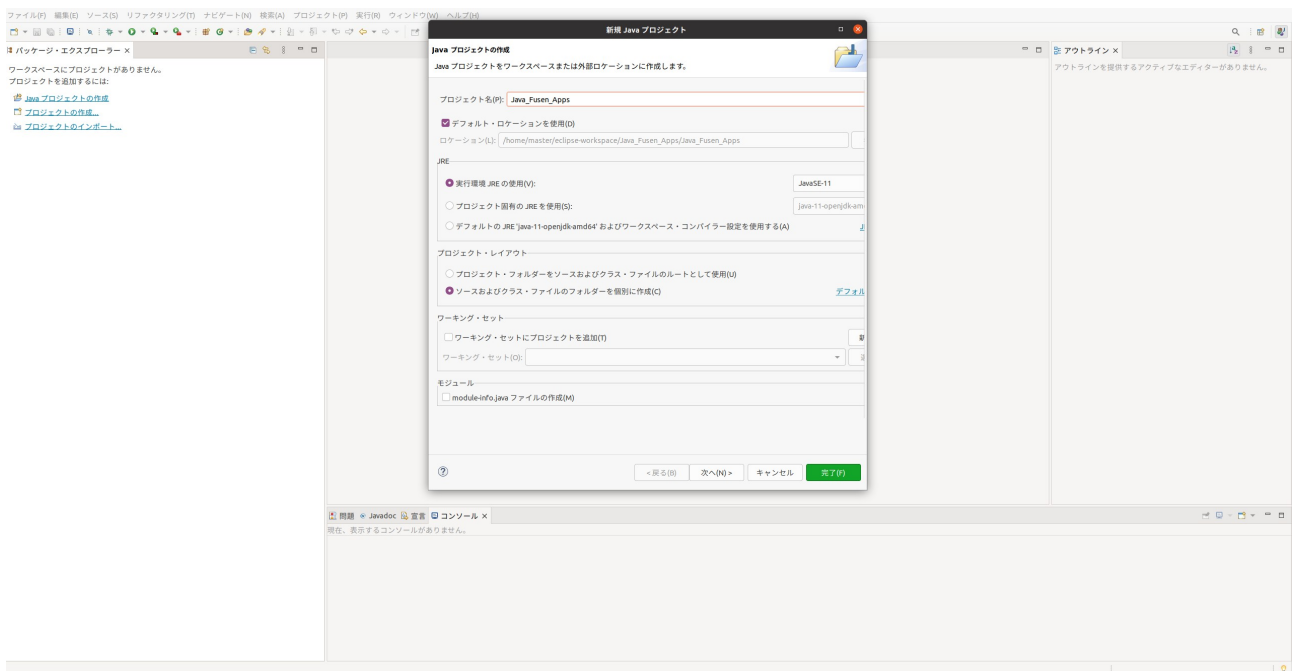 ファイル(F) 編集(E) ソース(S) リファクタリング(T) ナビゲート(N) 検索(A) プロジェクト(P) 実行(R) ウィンドウ(W) ヘルプ(H)
新規 Java プロジェクト
パッケージ・エクスプローラー ×
ワークスペースにプロジェクトがありません。
プロジェクトを追加するには:
Java プロジェクトの作成
プロジェクトの作成...
プロジェクトのインポート...
Java プロジェクトの作成
Java プロジェクトをワークスペースまたは外部ロケーションに作成します。
プロジェクト名(P): Java_Fusen_Apps
デフォルト・ロケーションを使用(D)
ロケーション(L): /home/master/eclipse-workspace/Java_Fusen_Apps/Java_Fusen_Apps
JRE
実行環境 JRE の使用(V): JavaSE-11
プロジェクト固有の JRE を使用(S): java-11-openjdk-am
デフォルトの JRE 'java-11-openjdk-amd64' およびワークスペース・コンパイラー設定を使用する(A)
プロジェクト・レイアウト
プロジェクト・フォルダーをソースおよびクラス・ファイルのルートとして使用(U)
ソースおよびクラス・ファイルのフォルダーを個別に作成(C) デフォル
ワーキング・セット
ワーキング・セットにプロジェクトを追加(T)
ワーキング・セット(O):
モジュール
module-info.java ファイルの作成(M)
< 戻る(B) 次へ(N) > キャンセル 完了(F)
アウトライン ×
アウトラインを提供するアクティブなエディターがありません。
問題 Javadoc 宣言 コンソール ×
現在、表示するコンソールがありません。